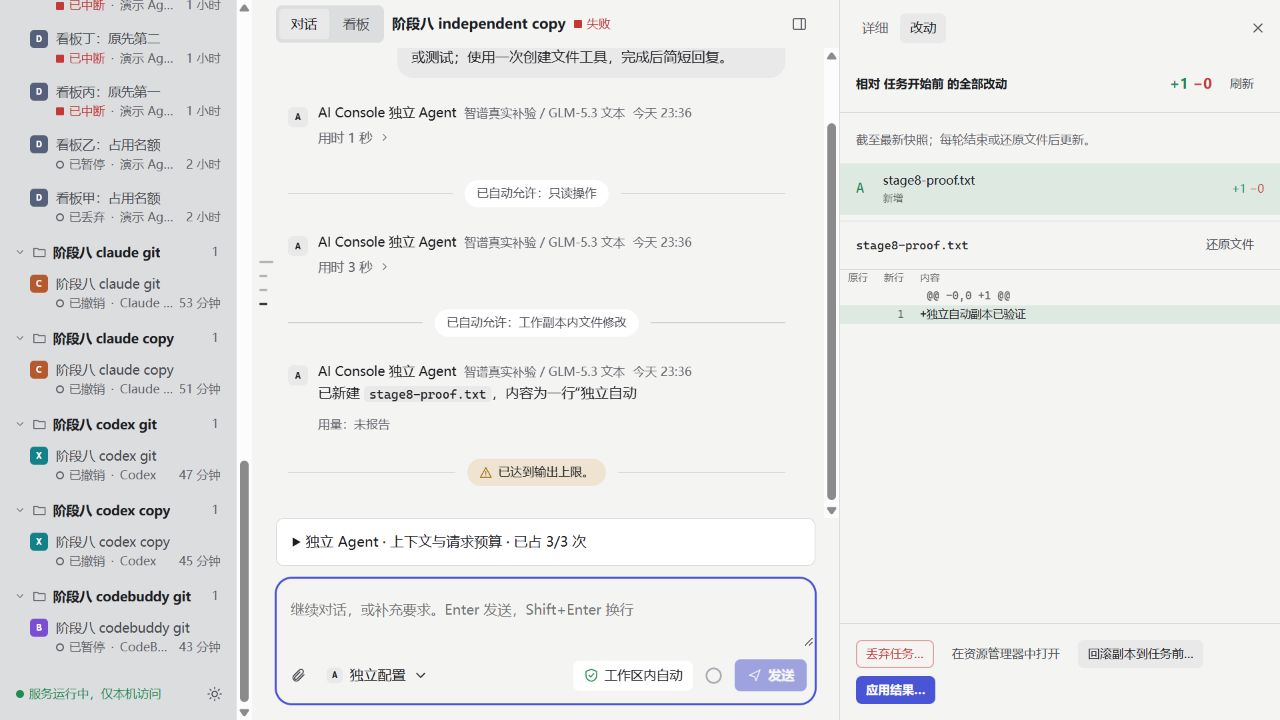 已中断 · 演示 Ag... 1 小时
D 看板丁：原先第二
已中断 · 演示 Ag... 1 小时
D 看板丙：原先第一
已中断 · 演示 Ag... 1 小时
D 看板乙：占用名额
已暂停 · 演示 Ag... 2 小时
D 看板甲：占用名额
已丢弃 · 演示 Ag... 2 小时
阶段八 claude git 1
C 阶段八 claude git
已撤销 · Claude ... 53 分钟
阶段八 claude copy 1
C 阶段八 claude copy
已撤销 · Claude ... 51 分钟
阶段八 codex git 1
X 阶段八 codex git
已撤销 · Codex 47 分钟
阶段八 codex copy 1
X 阶段八 codex copy
已撤销 · Codex 45 分钟
阶段八 codebuddy git 1
B 阶段八 codebuddy git
已暂停 · CodeB... 43 分钟
服务运行中，仅本机访问
对话 看板 阶段八 independent copy 失败
或测试；使用一次创建文件工具，完成后简短回复。
A AI Console 独立 Agent 智谱真实补验 / GLM-5.3 文本 今天 23:36
用时 1 秒
已自动允许：只读操作
A AI Console 独立 Agent 智谱真实补验 / GLM-5.3 文本 今天 23:36
用时 3 秒
已自动允许：工作副本内文件修改
A AI Console 独立 Agent 智谱真实补验 / GLM-5.3 文本 今天 23:36
已新建 stage8-proof.txt，内容为一行“独立自动
用量：未报告
已达到输出上限。
独立 Agent · 上下文与请求预算 · 已占 3/3 次
继续对话，或补充要求。Enter 发送，Shift+Enter 换行
A 独立配置 工作区内自动 发送
详细 改动
相对 任务开始前 的全部改动 +1 −0 刷新
截至最新快照；每轮结束或还原文件后更新。
A stage8-proof.txt +1 −0
新增
stage8-proof.txt 还原文件
原行 新行 内容
@@ -0,0 +1 @@
1 +独立自动副本已验证
丢弃任务... 在资源管理器中打开 回滚副本到任务前...
应用结果...